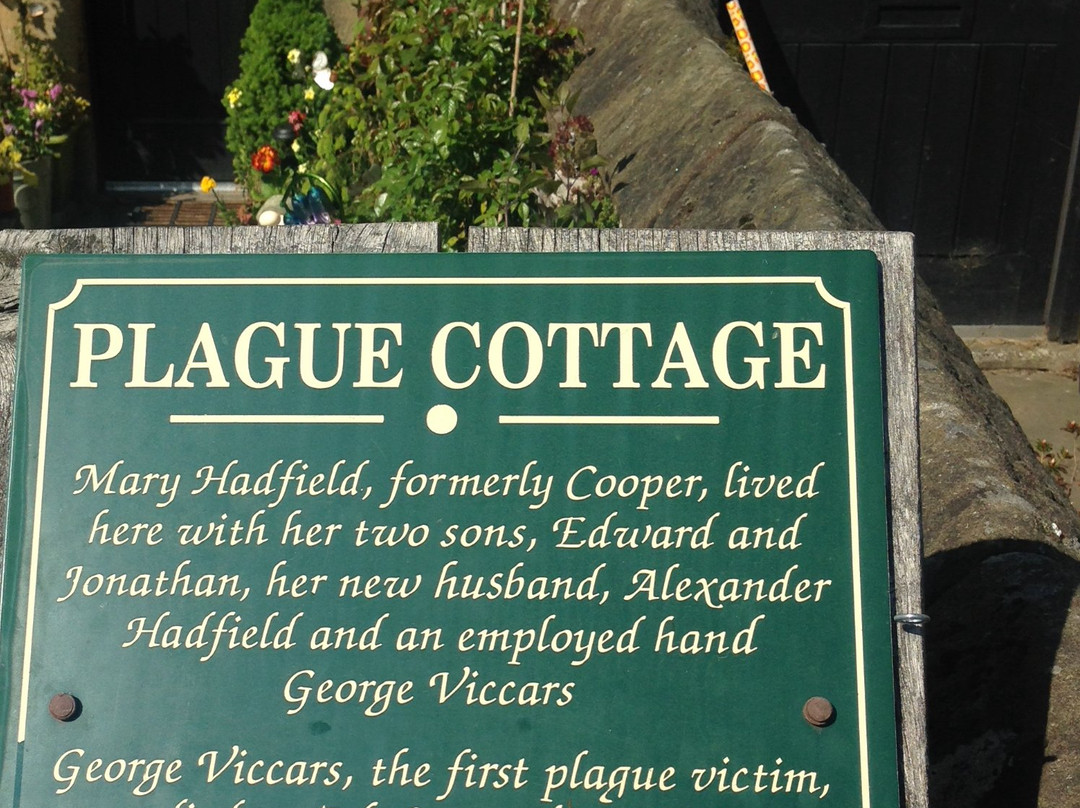 PLAGUE COTTAGE
Mary Hadfield, formerly Cooper, lived
here with her two sons, Edward and
Jonathan, her new husband, Alexander
Hadfield and an employed hand
George Viccars
George Viccars, the first plague victim,